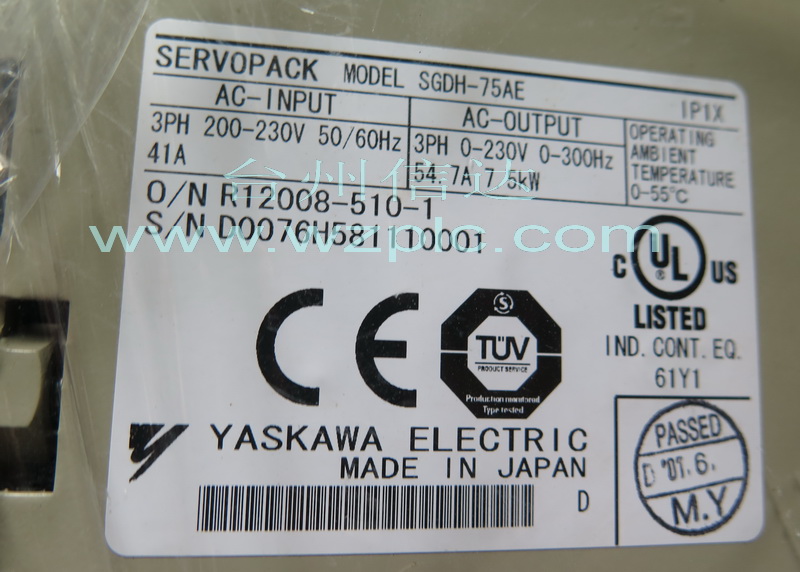 SERVOPACK MODEL SGDH-75AE
IP1X
AC-INPUT
3PH 200-230V 50/60Hz
41A
AC-OUTPUT
3PH 0-230V 0-300Hz
54.7A 7.5kW
OPERATING
AMBIENT
TEMPERATURE
0-55°C
台州信达
O/N R12008-510-1
S/N D0076H581110001
www.wzplc.com
C UL US
LISTED
IND. CONT. EQ.
61Y1
CE
S
TÜV
PRODUCT SERVICE
Production monitored
Type tested
YASKAWA ELECTRIC
MADE IN JAPAN
D
PASSED
D '01.6.
M.Y